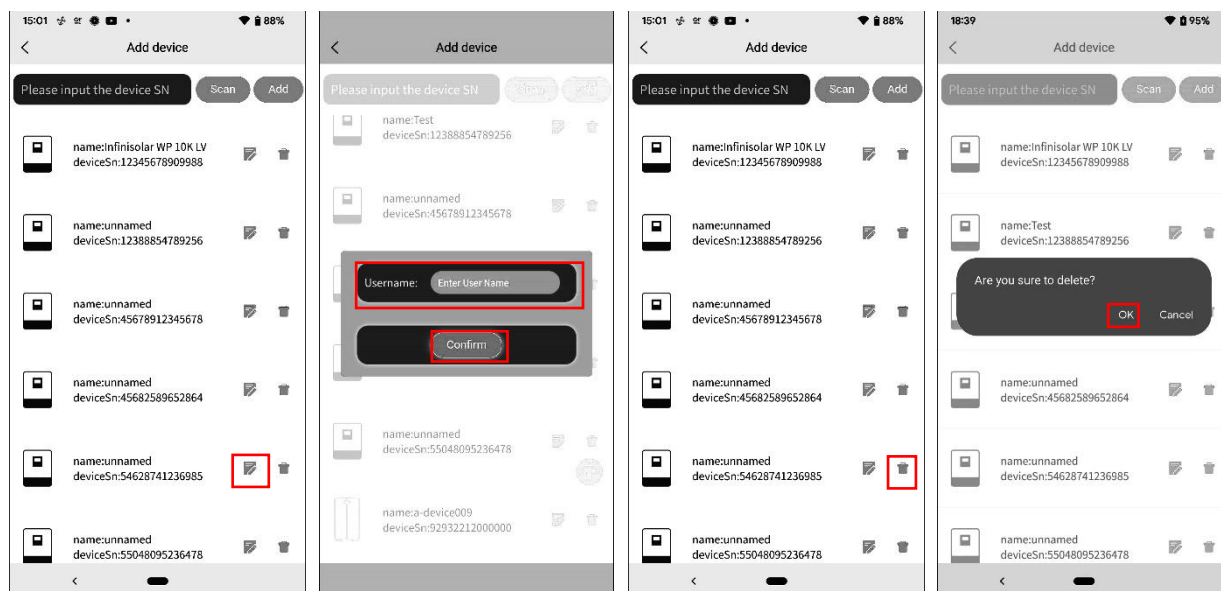 15:01
88%
Add device
Please input the device SN
Scan
Add
name:Infinisolar WP 10K LV
deviceSn:12345678909988
name:unnamed
deviceSn:12388854789256
name:unnamed
deviceSn:45678912345678
name:unnamed
deviceSn:45682589652864
name:unnamed
deviceSn:54628741236985
name:unnamed
deviceSn:55048095236478
Add device
Please input the device SN
name:Test
deviceSn:12388854789256
name:unnamed
deviceSn:45678912345678
Username:
Enter User Name
Confirm
name:unnamed
deviceSn:55048095236478
name:a-device009
deviceSn:92932212000000
15:01
88%
Add device
Please input the device SN
Scan
Add
name:Infinisolar WP 10K LV
deviceSn:12345678909988
name:unnamed
deviceSn:12388854789256
name:unnamed
deviceSn:45678912345678
name:unnamed
deviceSn:45682589652864
name:unnamed
deviceSn:54628741236985
name:unnamed
deviceSn:55048095236478
18:39
95%
Add device
Please input the device SN
Scan
Add
name:Infinisolar WP 10K LV
deviceSn:12345678909988
name:Test
deviceSn:12388854789256
Are you sure to delete?
OK
Cancel
name:unnamed
deviceSn:45682589652864
name:unnamed
deviceSn:54628741236985
name:unnamed
deviceSn:55048095236478